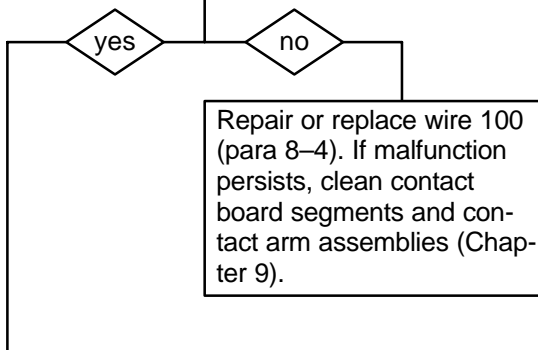 yes no
Repair or replace wire 100
(para 8–4). If malfunction
persists, clean contact
board segments and con-
tact arm assemblies (Chap-
ter 9).